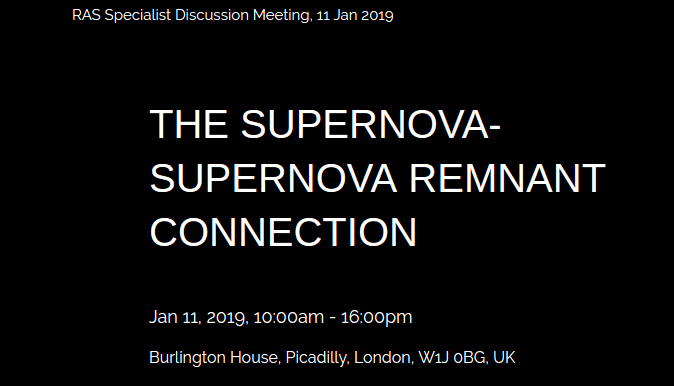 RAS Specialist Discussion Meeting, 11 Jan 2019
THE SUPERNOVA-
SUPERNOVA REMNANT
CONNECTION
Jan 11, 2019, 10:00am - 16:00pm
Burlington House, Picadilly, London, W1J 0BG, UK